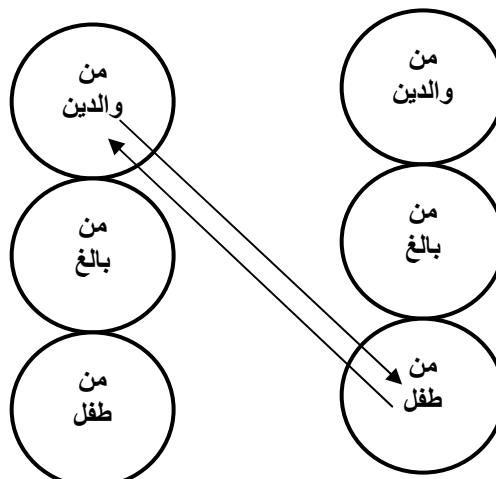 من
والدين
من
بالغ
من
طفل
من
والدين
من
بالغ
من
طفل